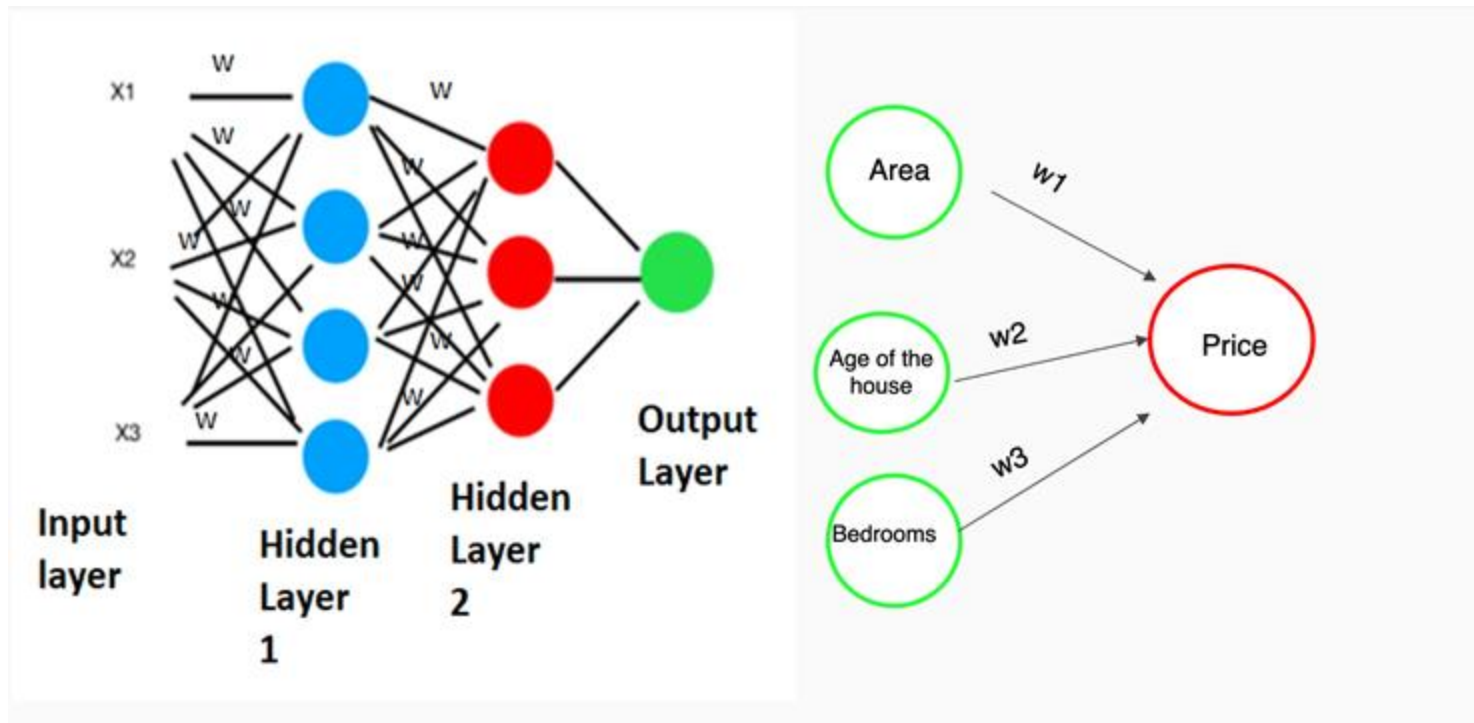 W
X1
W
W
W
W
W
X2
W
W
W
W
W
W
W
X3
W
Input
layer
Hidden
Layer
1
Hidden
Layer
2
Output
Layer
Area
w1
Age of the
house
w2
Price
Bedrooms
w3